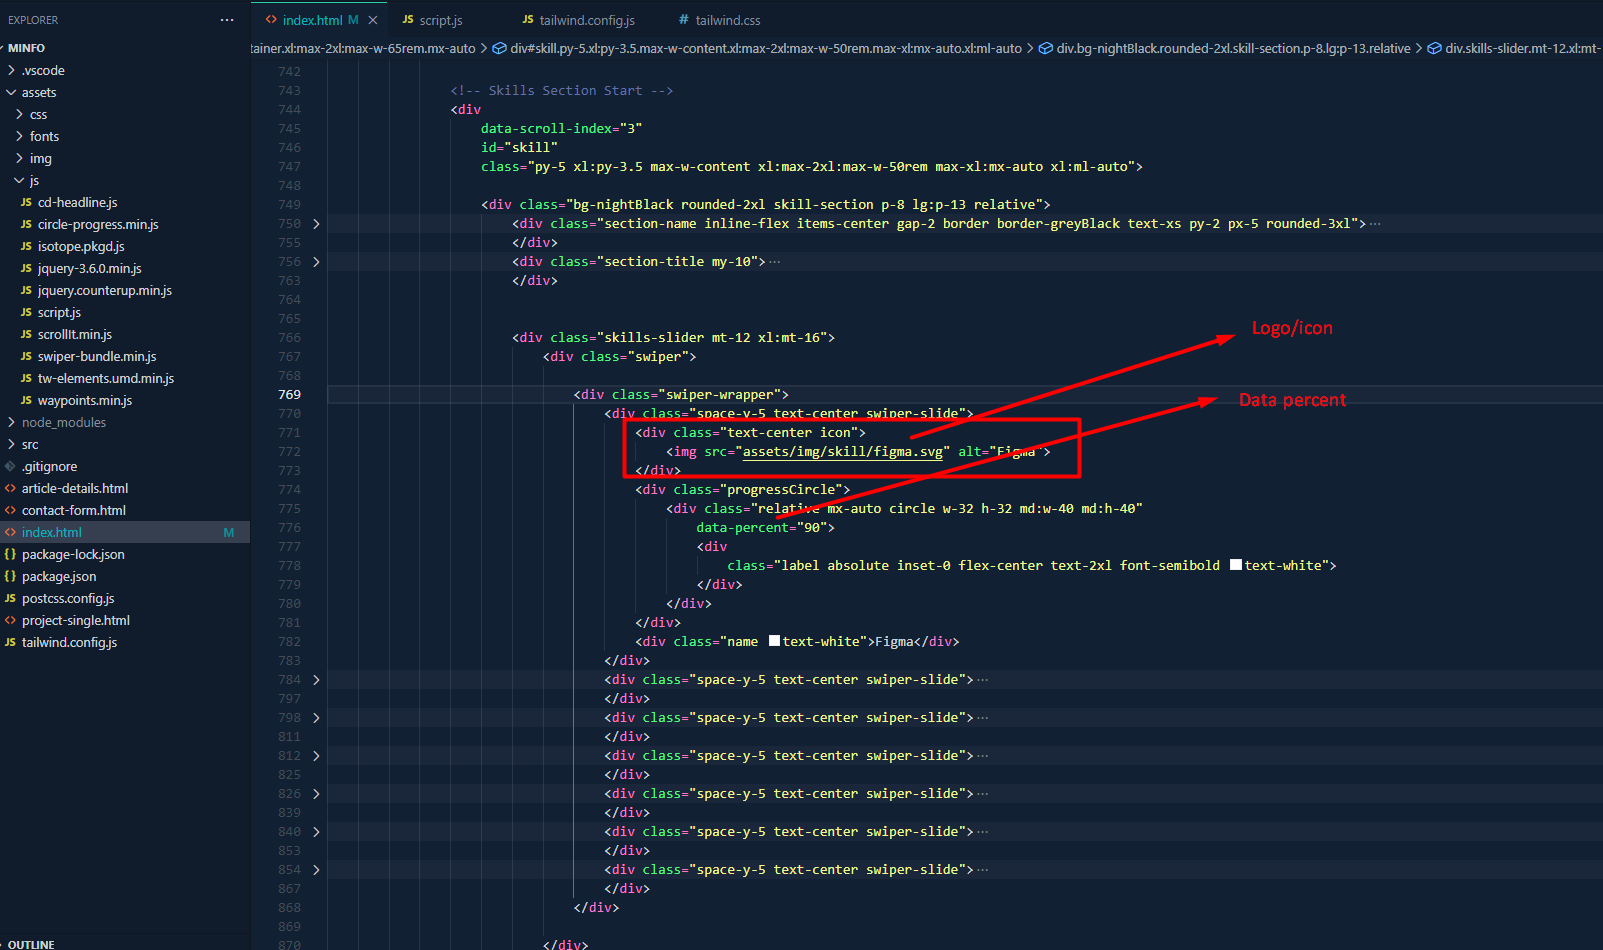 EXPLORER
···
<> index.html M ×
JS script.js
JS tailwind.config.js
# tailwind.css
MINFO
.vscode
assets
css
fonts
img
js
JS cd-headline.js
JS circle-progress.min.js
JS isotope.pkgd.js
JS jquery-3.6.0.min.js
JS jquery.counterup.min.js
JS script.js
JS scrollIt.min.js
JS swiper-bundle.min.js
JS tw-elements.umd.min.js
JS waypoints.min.js
node_modules
src
.gitignore
<> article-details.html
<> contact-form.html
<> index.html M
{} package-lock.json
{} package.json
JS postcss.config.js
<> project-single.html
JS tailwind.config.js
OUTLINE
tainer.xl:max-2xl:max-w-65rem.mx-auto > div#skill.py-5.xl:py-3.5.max-w-content.xl:max-2xl:max-w-50rem.max-xl:mx-auto.xl:ml-auto > div.bg-nightBlack.rounded-2xl.skill-section.p-8.lg:p-13.relative > div.skills-slider.mt-12.xl:mt-
742
743 <!-- Skills Section Start -->
744 <div
745 data-scroll-index="3"
746 id="skill"
747 class="py-5 xl:py-3.5 max-w-content xl:max-2xl:max-w-50rem max-xl:mx-auto xl:ml-auto">
748
749 <div class="bg-nightBlack rounded-2xl skill-section p-8 lg:p-13 relative">
750 <div class="section-name inline-flex items-center gap-2 border border-greyBlack text-xs py-2 px-5 rounded-3xl">···
755 </div>
756 <div class="section-title my-10">···
763 </div>
764
765
766 <div class="skills-slider mt-12 xl:mt-16">
767 <div class="swiper">
768
769 <div class="swiper-wrapper">
770 <div class="space-y-5 text-center swiper-slide">
771 <div class="text-center icon">
772 <img src="assets/img/skill/figma.svg" alt="Figma">
773 </div>
774 <div class="progressCircle">
775 <div class="relative mx-auto circle w-32 h-32 md:w-40 md:h-40"
776 data-percent="90">
777 <div
778 class="label absolute inset-0 flex-center text-2xl font-semibold text-white">
779 </div>
780 </div>
781 </div>
782 <div class="name text-white">Figma</div>
783 </div>
784 <div class="space-y-5 text-center swiper-slide">···
797 </div>
798 <div class="space-y-5 text-center swiper-slide">···
811 </div>
812 <div class="space-y-5 text-center swiper-slide">···
825 </div>
826 <div class="space-y-5 text-center swiper-slide">···
839 </div>
840 <div class="space-y-5 text-center swiper-slide">···
853 </div>
854 <div class="space-y-5 text-center swiper-slide">···
867 </div>
868 </div>
869
870 </div>
Logo/icon
Data percent